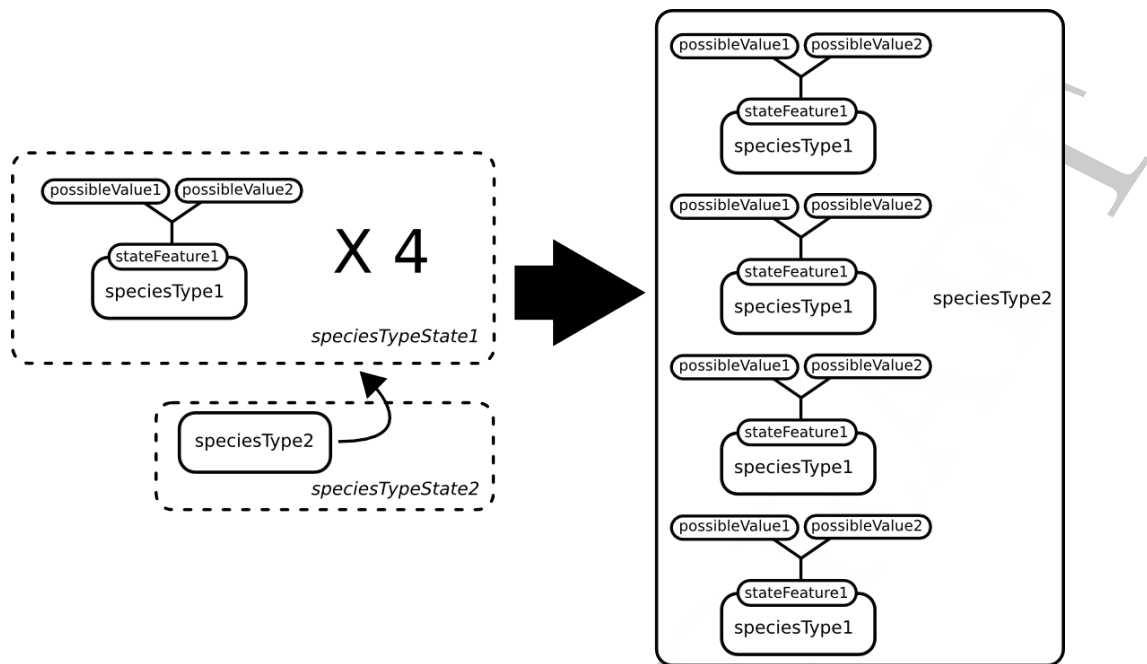 possibleValue1 possibleValue2
stateFeature1
speciesType1
X 4
speciesTypeState1
speciesType2
speciesTypeState2
possibleValue1 possibleValue2
stateFeature1
speciesType1
possibleValue1 possibleValue2
stateFeature1
speciesType1
speciesType2
possibleValue1 possibleValue2
stateFeature1
speciesType1
possibleValue1 possibleValue2
stateFeature1
speciesType1